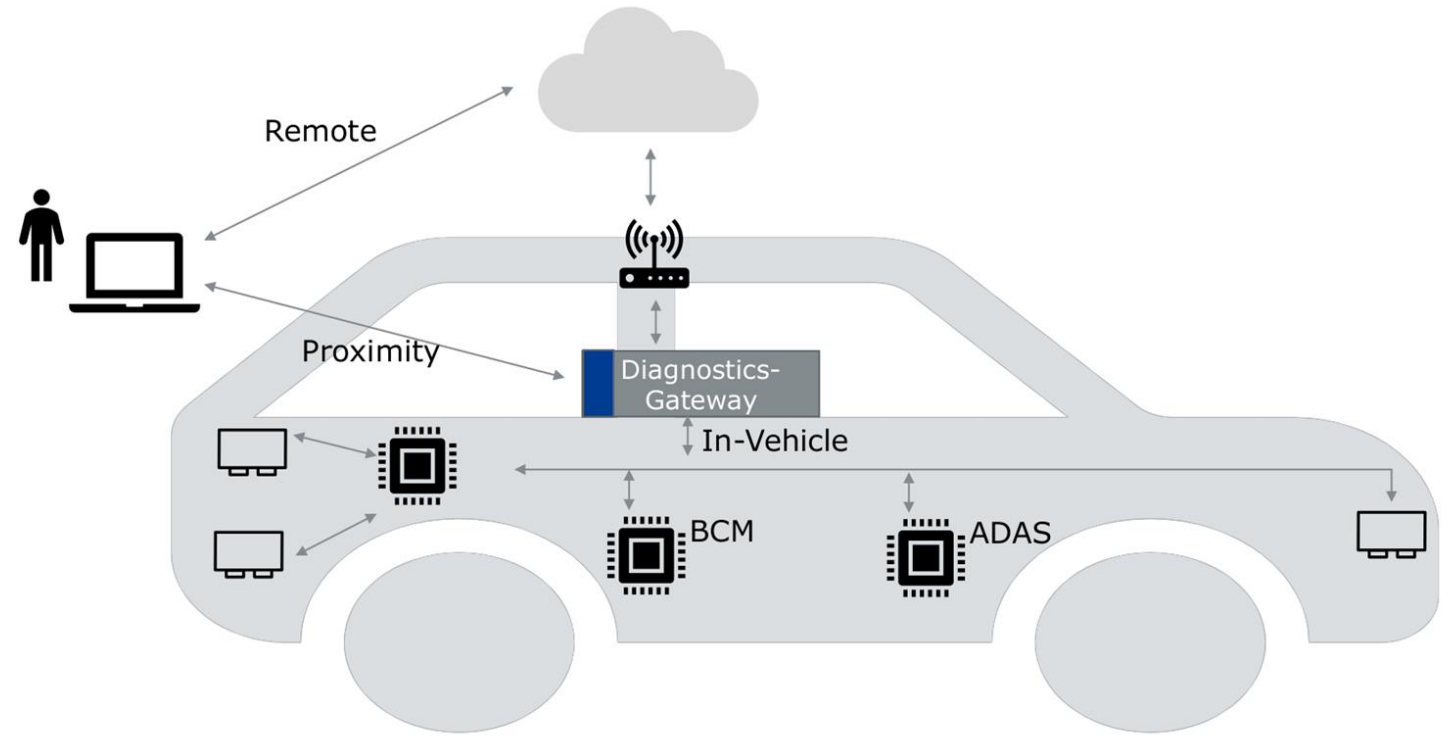 Remote
Proximity
Diagnostics-
Gateway
In-Vehicle
BCM
ADAS